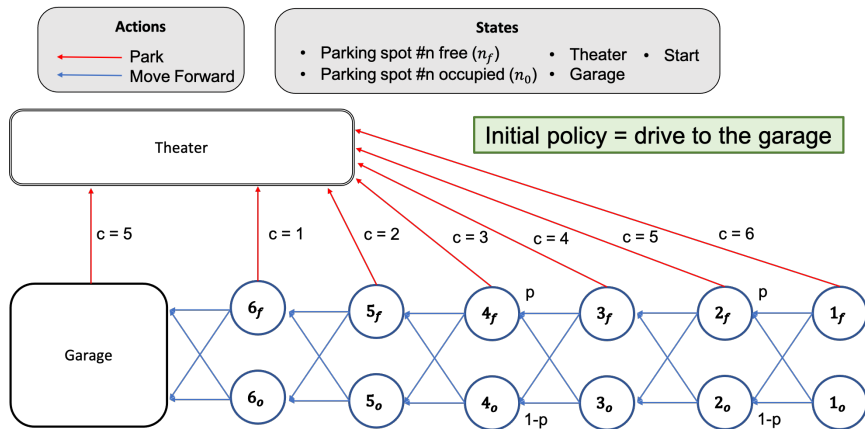 Actions
Park
Move Forward
States
• Parking spot #n free (n_f)
• Parking spot #n occupied (n_0)
• Theater
• Garage
• Start
Theater
Initial policy = drive to the garage
c = 5
c = 1
c = 2
c = 3
c = 4
c = 5
c = 6
p
p
6_f
5_f
4_f
3_f
2_f
1_f
Garage
6_o
5_o
4_o
3_o
2_o
1_o
1-p
1-p